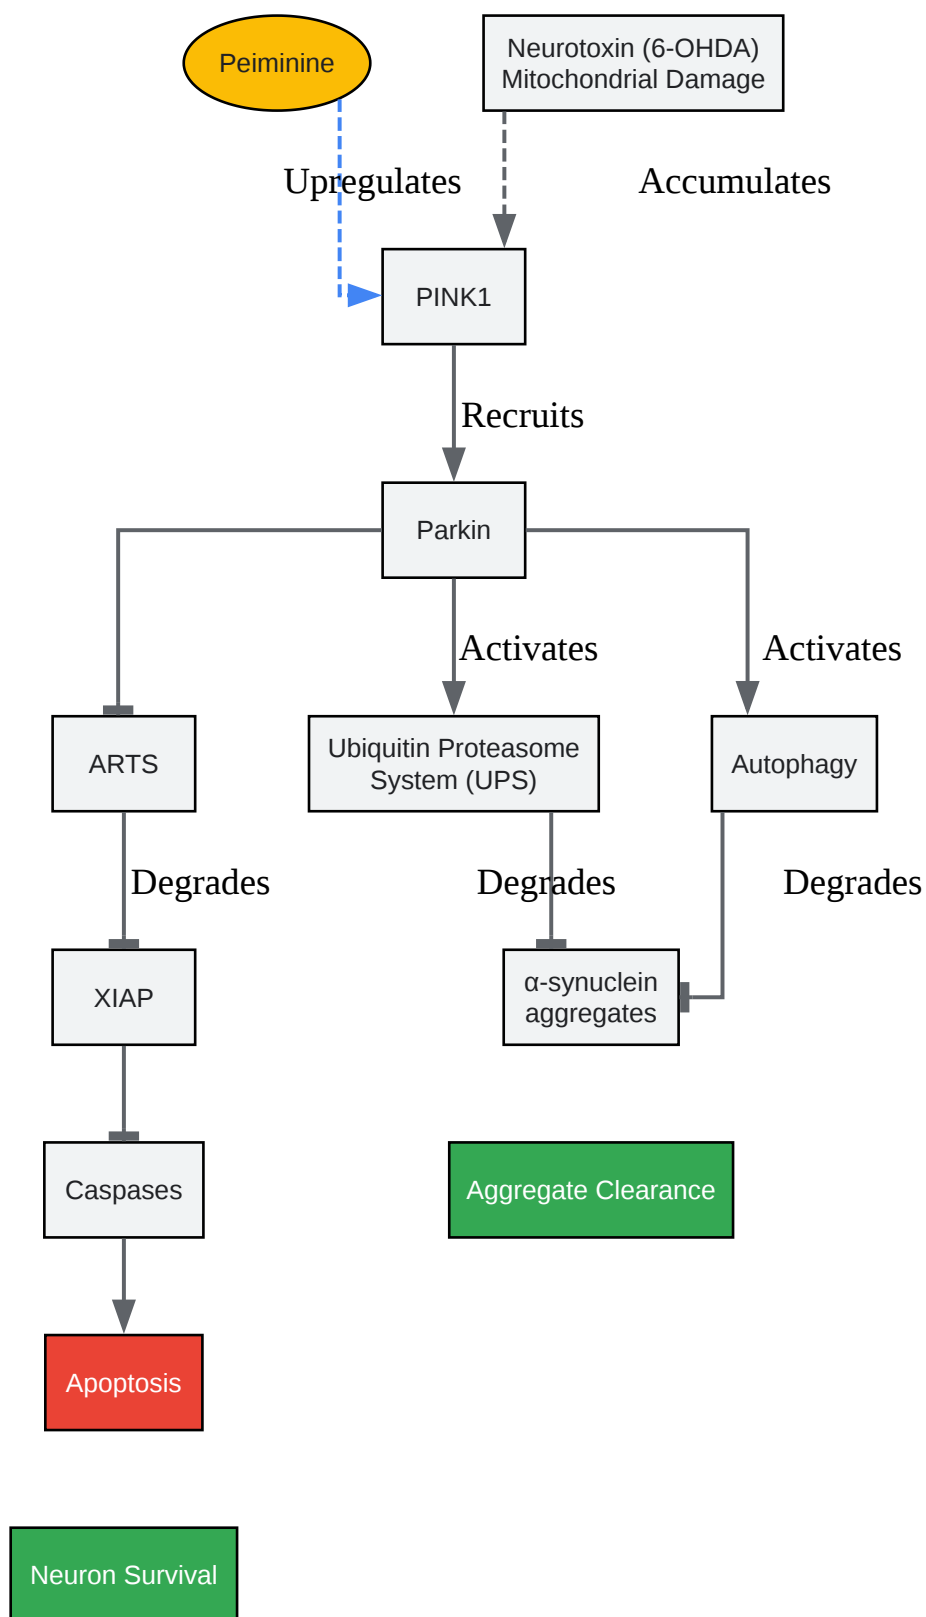 Peiminine
Neurotoxin (6-OHDA)
Mitochondrial Damage
Upregulates
Accumulates
PINK1
Recruits
Parkin
Activates
Activates
ARTS
Ubiquitin Proteasome
System (UPS)
Autophagy
Degrades
Degrades
Degrades
XIAP
α-synuclein
aggregates
Caspases
Aggregate Clearance
Apoptosis
Neuron Survival